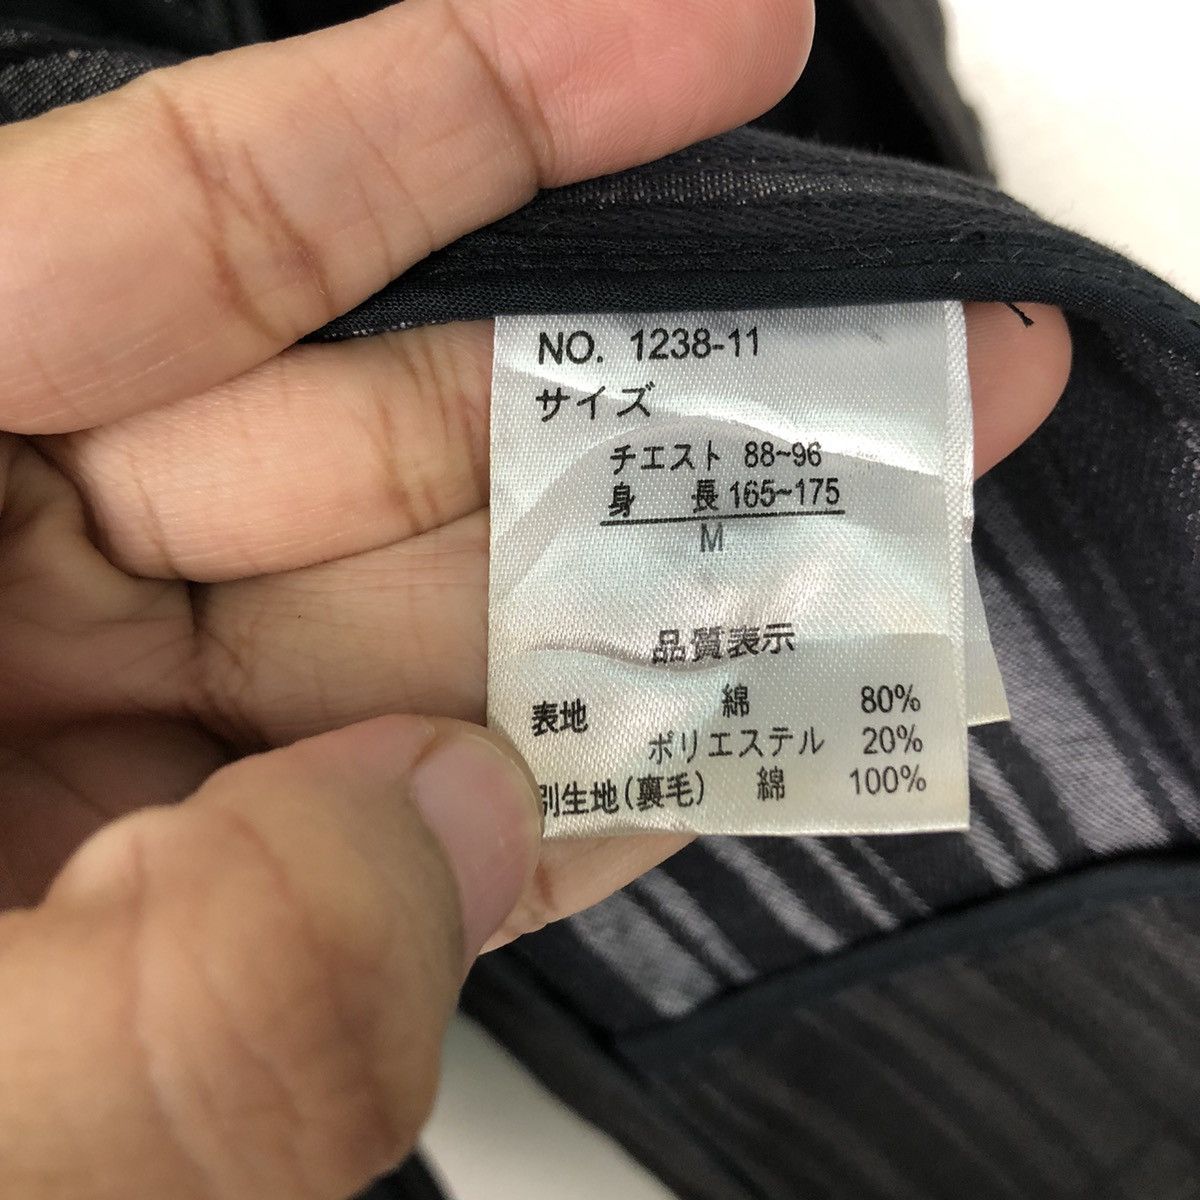 NO. 1238-11
サイズ
チエスト 88~96
身 長 165~175
M
品質表示
表地 綿 80%
ポリエステル 20%
別生地(裏毛) 綿 100%